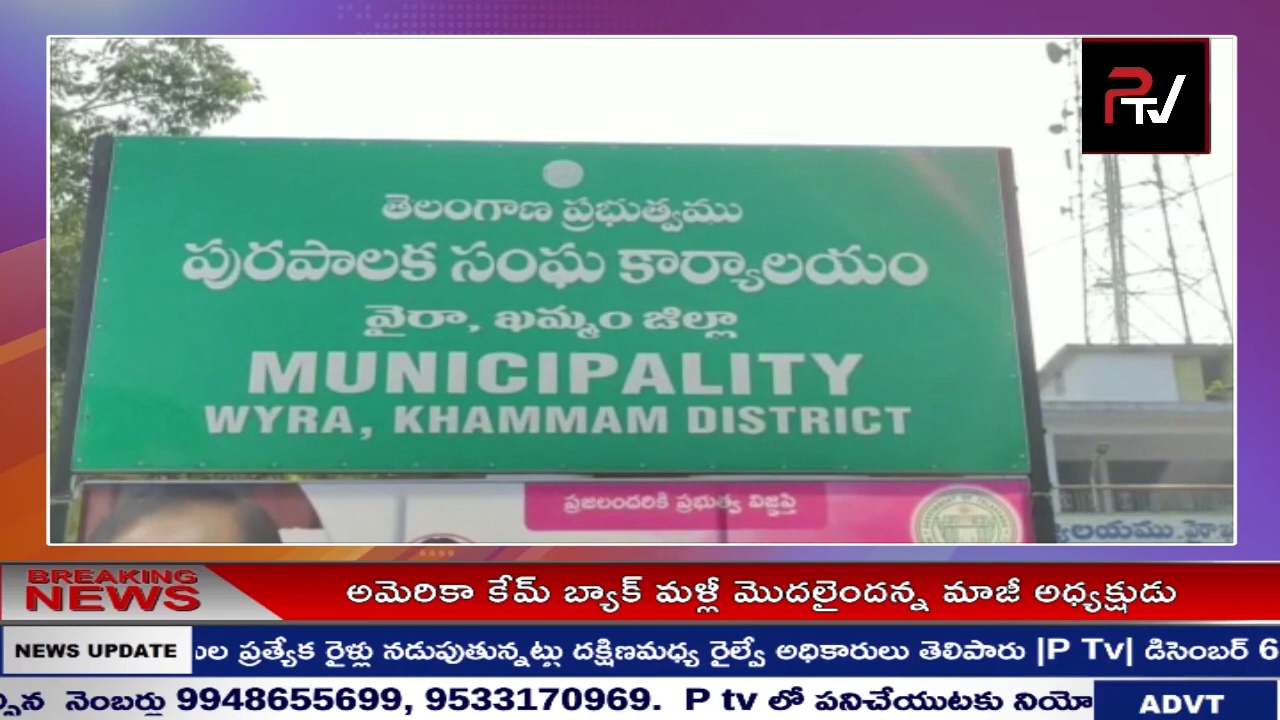 PTV
తెలంగాణ ప్రభుత్వము
పురపాలక సంఘ కార్యాలయం
వైరా, ఖమ్మం జిల్లా
MUNICIPALITY
WYRA, KHAMMAM DISTRICT
ప్రజలందరికి ప్రభుత్వ విజ్ఞప్తి
BREAKING NEWS
అమెరికా కేమ్ బ్యాక్ మళ్లీ మొదలైందన్న మాజీ అధ్యక్షుడు
NEWS UPDATE
ప్రత్యేక రైళ్లు నడుపుతున్నట్టు దక్షిణమధ్య రైల్వే అధికారులు తెలిపారు |P Tv| డిసెంబర్ 6
నెంబర్లు 9948655699, 9533170969. P tv లో పనిచేయుటకు
ADVT